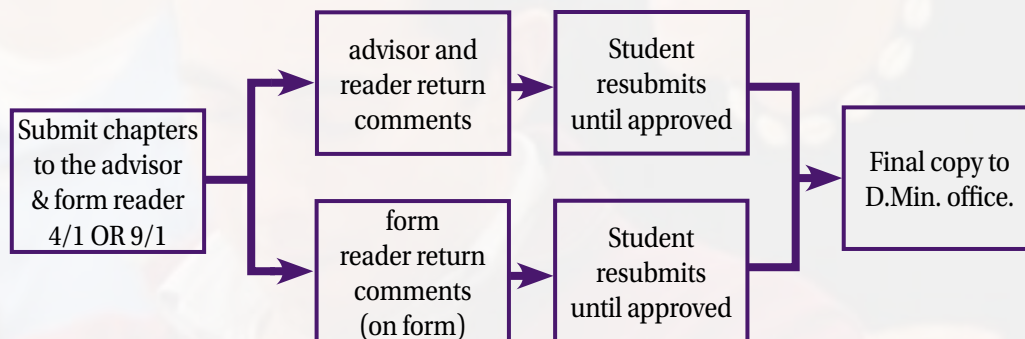 Submit chapters
to the advisor
& form reader
4/1 OR 9/1
advisor and
reader return
comments
Student
resubmits
until approved
form
reader return
comments
(on form)
Student
resubmits
until approved
Final copy to
D.Min. office.